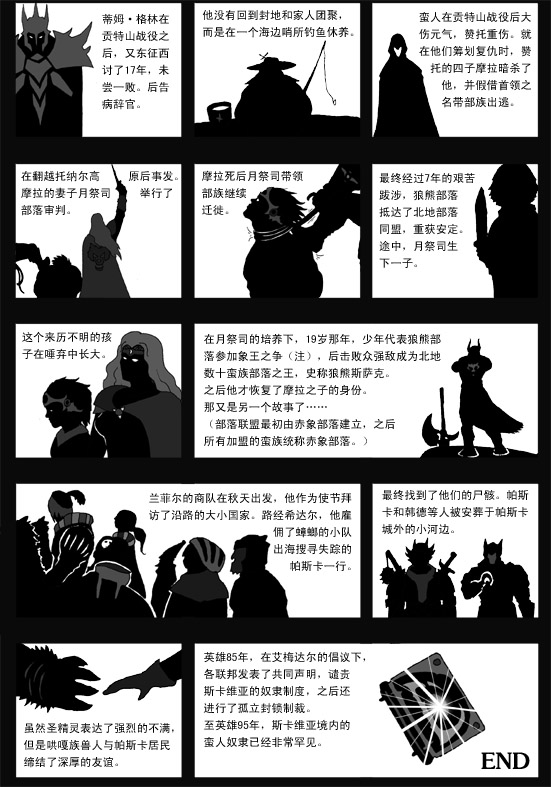 蒂姆·格林在
贡特山战役之
后，又东征西
讨了17年，未
尝一败。后告
病辞官。
他没有回到封地和家人团聚，
而是在一个海边哨所钓鱼休养。
蛮人在贡特山战役后大
伤元气，赞托重伤。就
在他们筹划复仇时，赞
托的四子摩拉暗杀了
他，并假借首领之
名带部族出逃。
在翻越托纳尔高 原后事发。
摩拉的妻子月祭司 举行了
部落审判。
摩拉死后月祭司带领
部族继续
迁徙。
最终经过7年的艰苦
跋涉，狼熊部落
抵达了北地部落
同盟，重获安定。
途中，月祭司生
下一子。
这个来历不明的孩
子在唾弃中长大。
在月祭司的培养下，19岁那年，少年代表狼熊部
落参加象王之争（注），后击败众强敌成为北地
数十蛮族部落之王，史称狼熊斯萨克。
之后他才恢复了摩拉之子的身份。
那又是另一个故事了……
（部落联盟最初由赤象部落建立，之后
所有加盟的蛮族统称赤象部落。）
兰菲尔的商队在秋天出发，他作为使节拜
访了沿路的大小国家。路经希达尔，他雇
佣了蟑螂的小队
出海搜寻失踪的
帕斯卡一行。
最终找到了他们的尸骸。帕斯
卡和韩德等人被安葬于帕斯卡
城外的小河边。
虽然圣精灵表达了强烈的不满，
但是哄嘎族兽人与帕斯卡居民
缔结了深厚的友谊。
英雄85年，在艾梅达尔的倡议下，
各联邦发表了共同声明，谴责
斯卡维亚的奴隶制度，之后还
进行了孤立封锁制裁。
至英雄95年，斯卡维亚境内的
蛮人奴隶已经非常罕见。
END